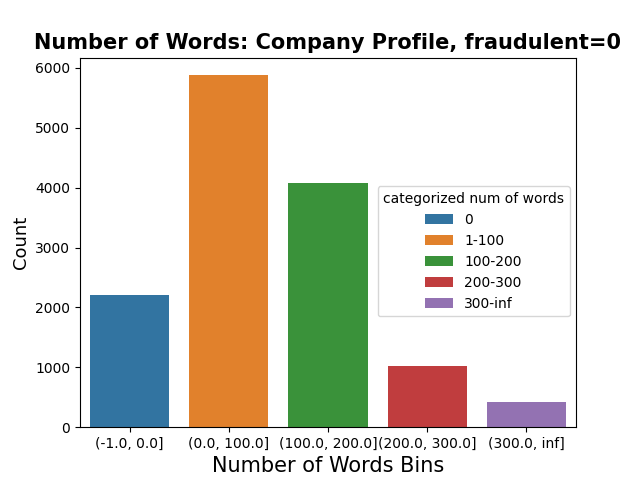 Number of Words: Company Profile, fraudulent=0
6000
5000
4000
3000
2000
1000
0
Count
categorized num of words
0
1-100
100-200
200-300
300-inf
(-1.0, 0.0] (0.0, 100.0] (100.0, 200.0] (200.0, 300.0] (300.0, inf]
Number of Words Bins